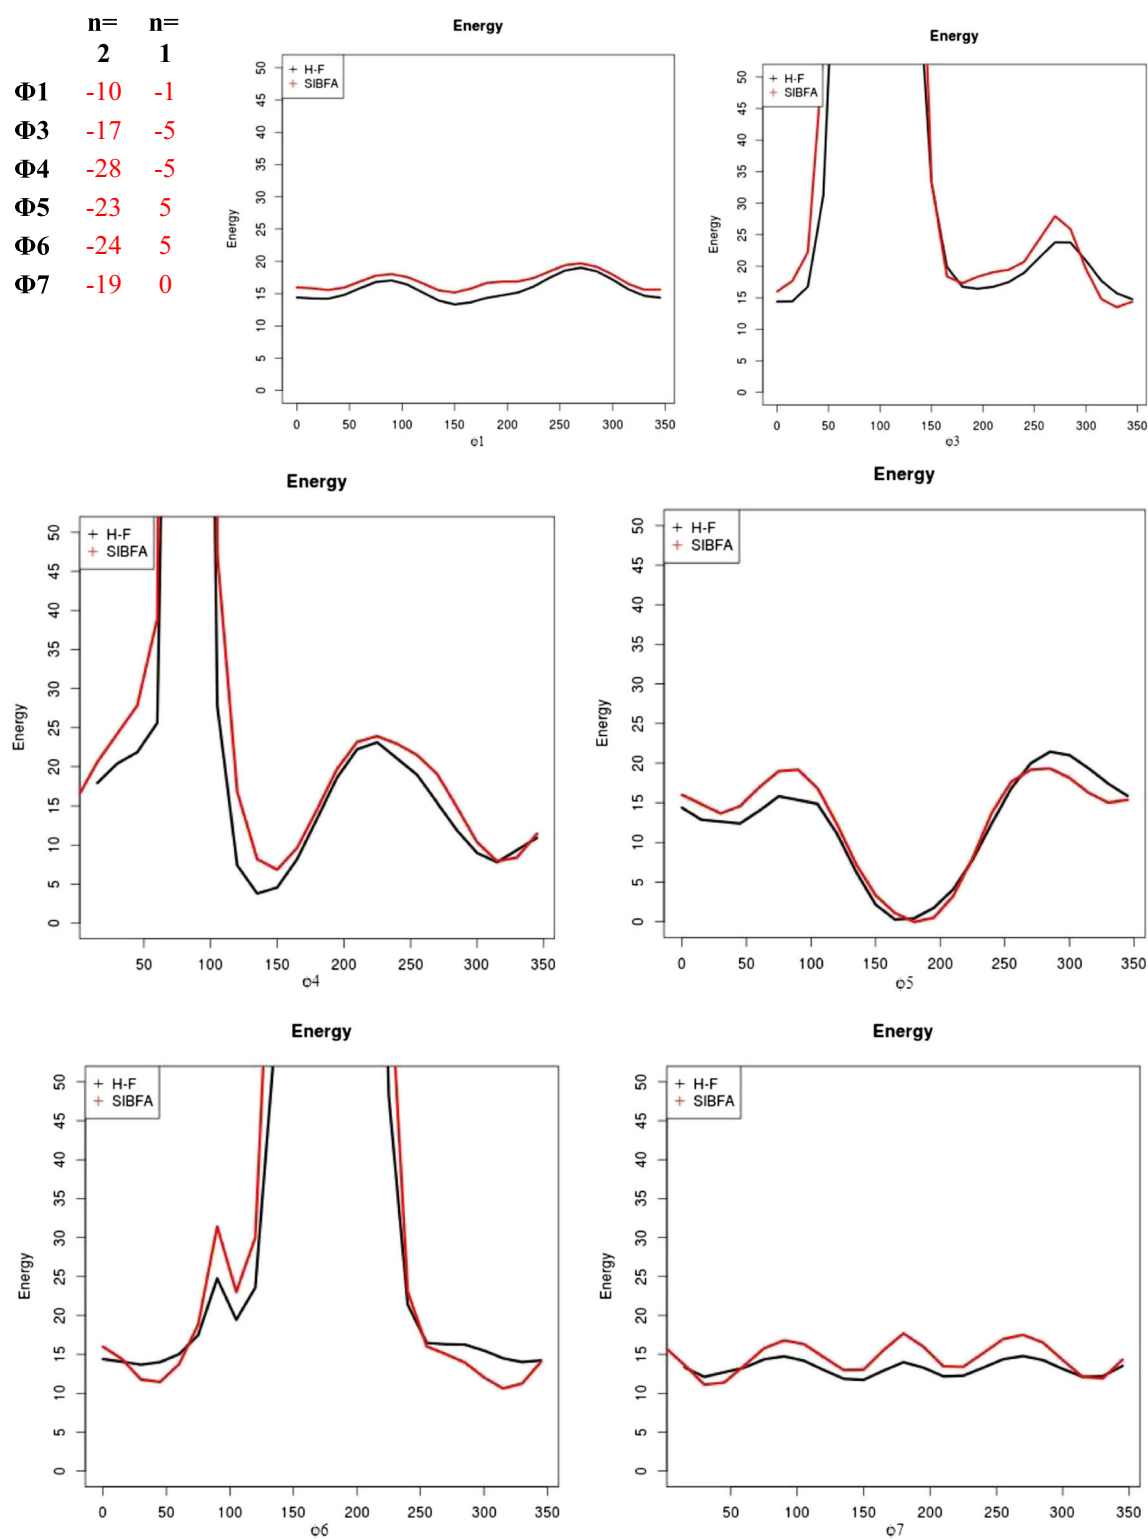 n= n=
2 1
Φ1 -10 -1
Φ3 -17 -5
Φ4 -28 -5
Φ5 -23 5
Φ6 -24 5
Φ7 -19 0
Energy
H-F
SIBFA
Energy
50
45
40
35
30
25
20
15
10
5
0
0 50 100 150 200 250 300 350
φ1
Energy
H-F
SIBFA
Energy
50
45
40
35
30
25
20
15
10
5
0
0 50 100 150 200 250 300 350
φ3
Energy
H-F
SIBFA
Energy
50
45
40
35
30
25
20
15
10
5
0
50 100 150 200 250 300 350
φ4
Energy
H-F
SIBFA
Energy
50
45
40
35
30
25
20
15
10
5
0
0 50 100 150 200 250 300 350
φ5
Energy
H-F
SIBFA
Energy
50
45
40
35
30
25
20
15
10
5
0
0 50 100 150 200 250 300 350
φ6
Energy
H-F
SIBFA
Energy
50
45
40
35
30
25
20
15
10
5
0
50 100 150 200 250 300 350
φ7